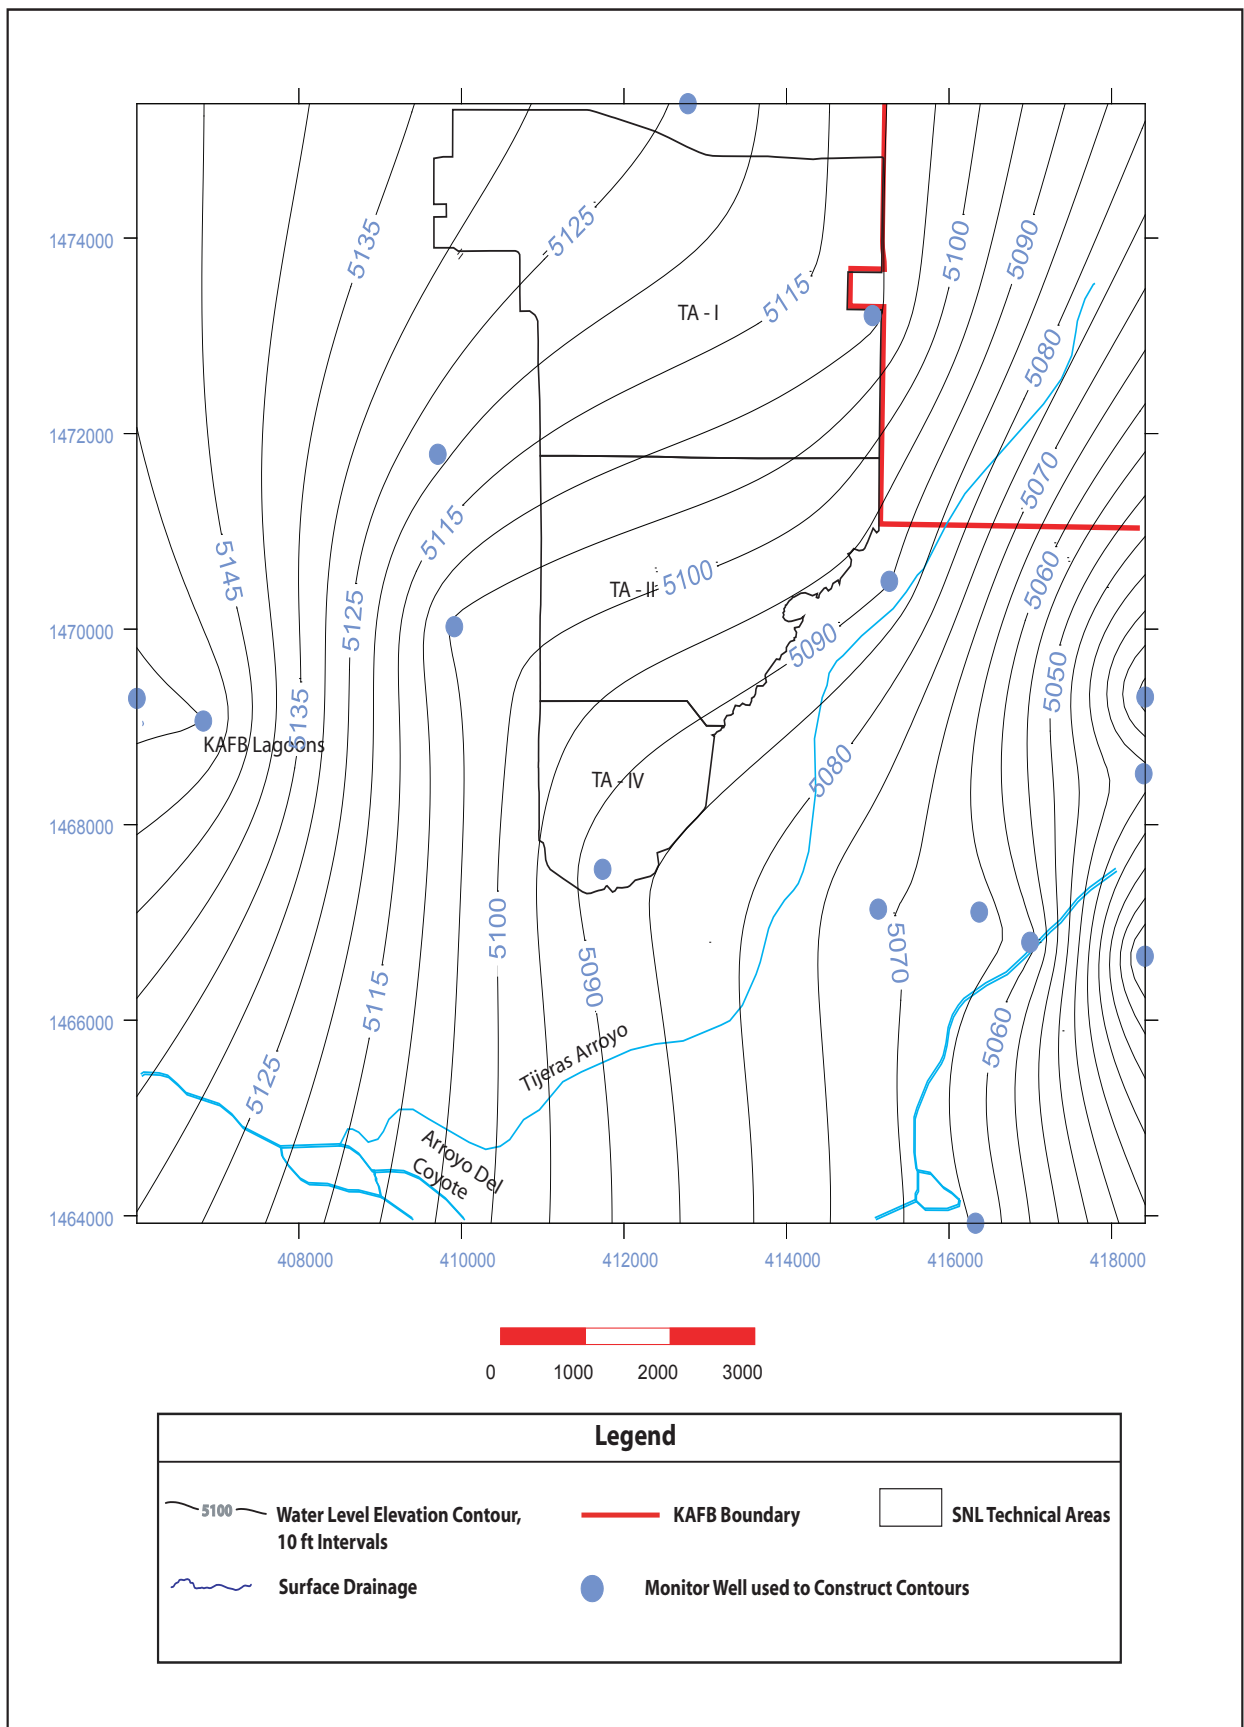 1474000
1472000
1470000
1468000
1466000
1464000
5135
5125
5115
5100
5090
5080
5070
5060
5050
TA - I
5115
5145
5125
5135
TA - II
5100
5090
5080
KAFB Lagoons
TA - IV
5100
5090
5070
5060
5115
5125
Tijeras Arroyo
Arroyo Del
Coyote
408000
410000
412000
414000
416000
418000
0
1000
2000
3000
Legend
5100
Water Level Elevation Contour,
10 ft Intervals
KAFB Boundary
SNL Technical Areas
Surface Drainage
Monitor Well used to Construct Contours